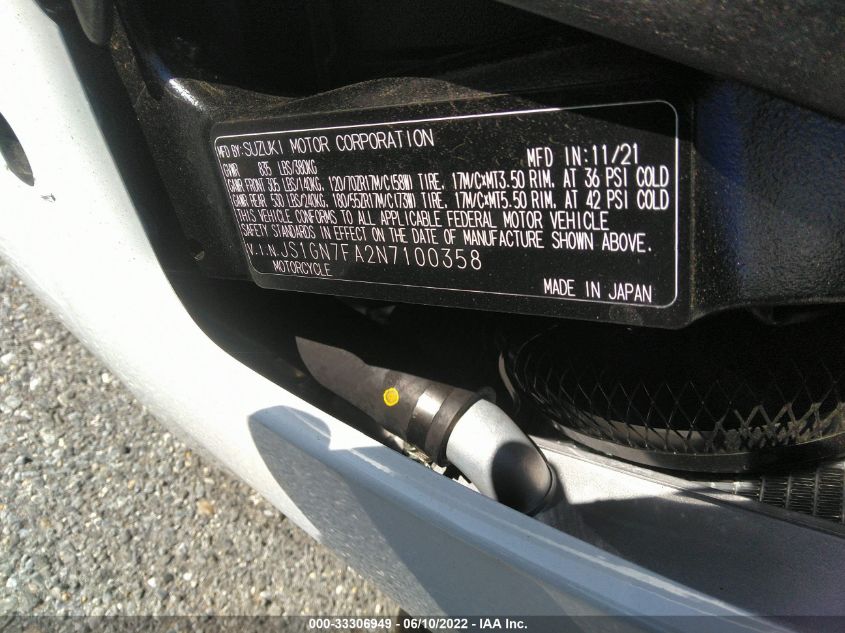 MFD BY:SUZUKI MOTOR CORPORATION MFD IN:11/21
GVWR 835 LBS/380KG
GAWR FRONT 305 LBS/140KG, 120/70ZR17M/C(58W) TIRE, 17M/C×MT3.50 RIM, AT 36 PSI COLD
GAWR REAR 530 LBS/240KG, 180/55ZR17M/C(73W) TIRE, 17M/C×MT5.50 RIM, AT 42 PSI COLD
THIS VEHICLE CONFORMS TO ALL APPLICABLE FEDERAL MOTOR VEHICLE
SAFETY STANDARDS IN EFFECT ON THE DATE OF MANUFACTURE SHOWN ABOVE.
V.I.N.JS1GN7FA2N7100358
MOTORCYCLE MADE IN JAPAN
000-33306949 - 06/10/2022 - IAA Inc.